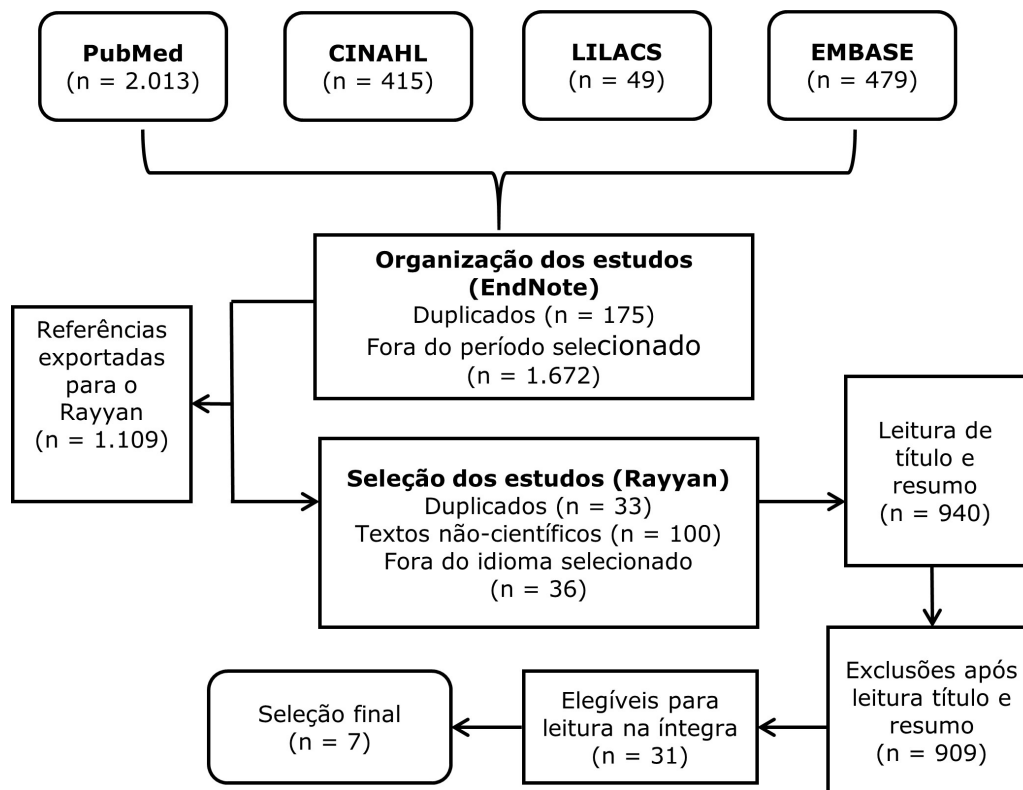 PubMed
(n = 2.013)
CINAHL
(n = 415)
LILACS
(n = 49)
EMBASE
(n = 479)
Organização dos estudos
(EndNote)
Duplicados (n = 175)
Fora do período selecionado
(n = 1.672)
Referências
exportadas
para o
Rayyan
(n = 1.109)
Seleção dos estudos (Rayyan)
Duplicados (n = 33)
Textos não-científicos (n = 100)
Fora do idioma selecionado
(n = 36)
Leitura de
título e
resumo
(n = 940)
Exclusões após
leitura título e
resumo
(n = 909)
Elegíveis para
leitura na íntegra
(n = 31)
Seleção final
(n = 7)